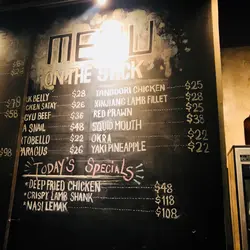 MENU
ON THE STICK
K BELLY $28 TANDOORI CHICKEN $25
CKEN SATAY $26 XINJIANG LAMB FILLET $28
GYU BEEF $36 RED PRAWN $35
A SNAIL $48 SQUID MOUTH $38
TOBELLO $22 OKRA $22
PARAGUS $26 YAKI PINEAPPLE $22
TODAY'S SPECIALS
*DEEP FRIED CHICKEN $48
*CRISPY LAMB SHANK $118
*NASI LEMAK $108